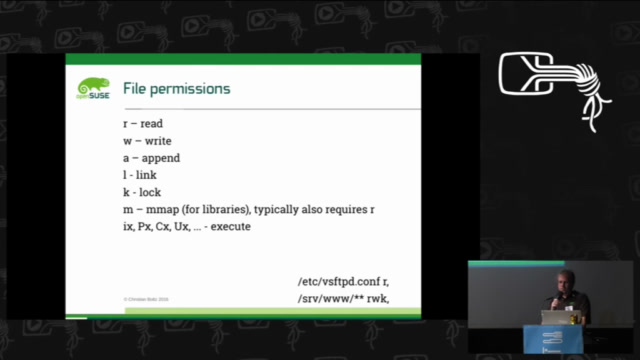 File permissions
openSUSE
r – read
w – write
a – append
l - link
k - lock
m – mmap (for libraries), typically also requires r
ix, Px, Cx, Ux, ... - execute
/etc/vsftpd.conf r,
/srv/www/** rwk,
© Christian Boltz 2016